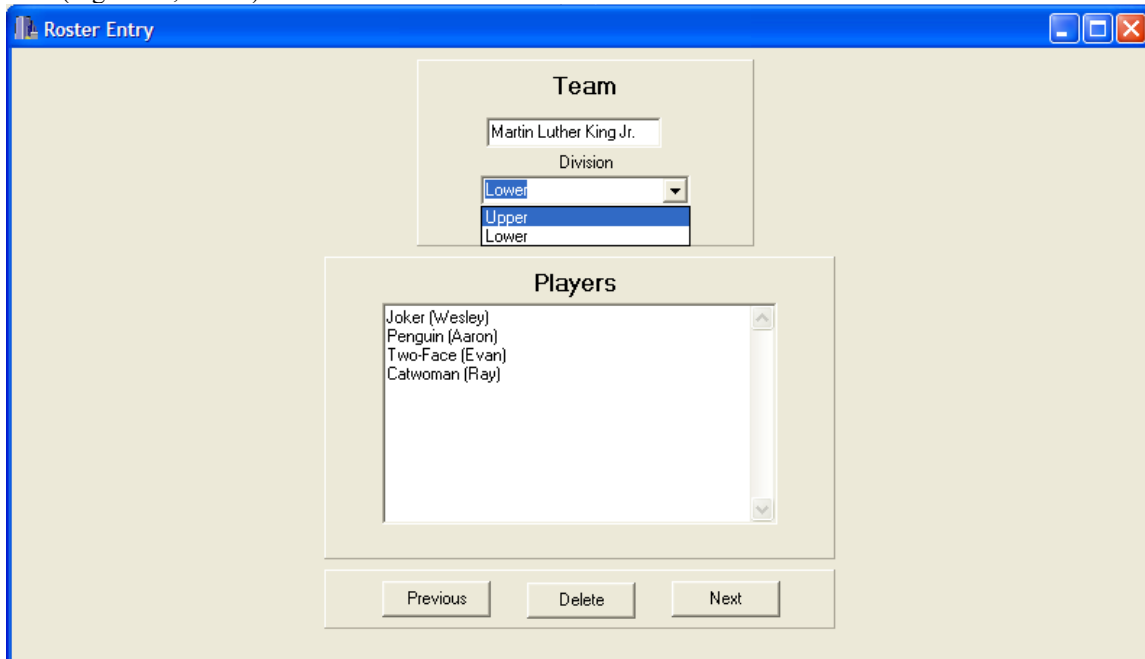 Roster Entry
Team
Martin Luther King Jr.
Division
Lower
Upper
Lower
Players
Joker (Wesley)
Penguin (Aaron)
Two-Face (Evan)
Catwoman (Ray)
Previous Delete Next